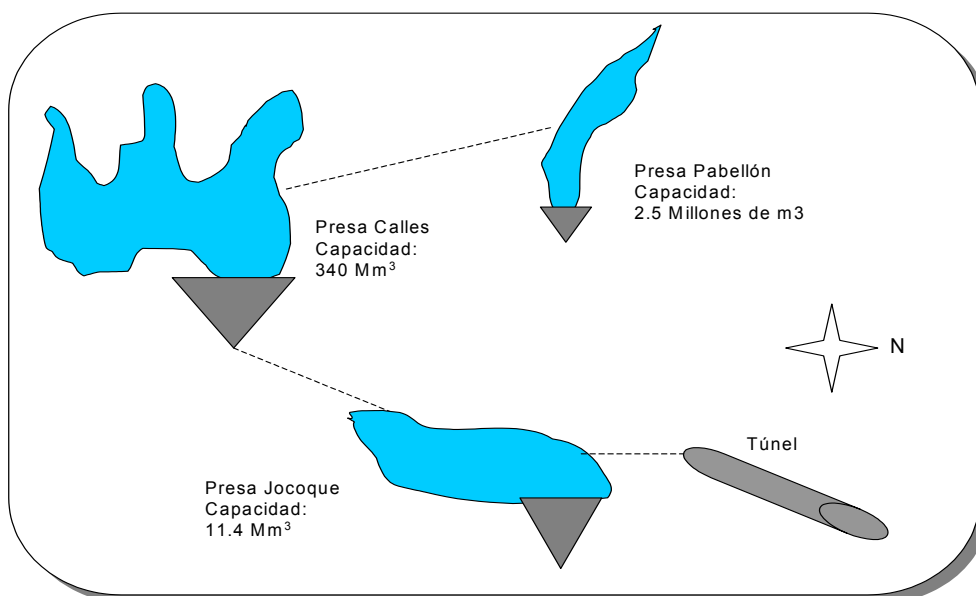 Presa Pabellón
Capacidad:
2.5 Millones de m3
Presa Calles
Capacidad:
340 Mm³
N
Túnel
Presa Jocoque
Capacidad:
11.4 Mm³